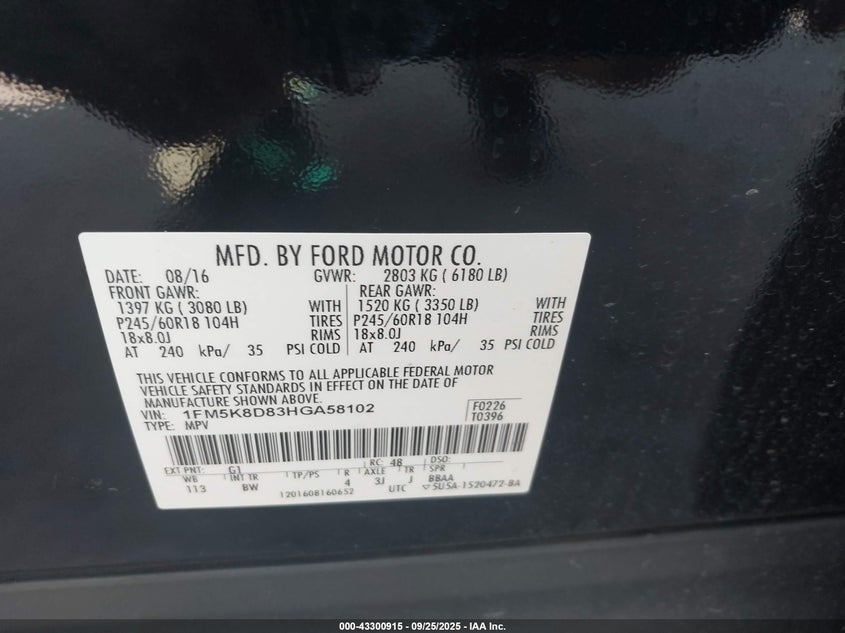 MFD. BY FORD MOTOR CO.
DATE: 08/16 GVWR: 2803 KG ( 6180 LB)
FRONT GAWR: REAR GAWR:
1397 KG ( 3080 LB) WITH 1520 KG ( 3350 LB) WITH
P245/60R18 104H TIRES P245/60R18 104H TIRES
18x8.0J RIMS 18x8.0J RIMS
AT 240 kPa/ 35 PSI COLD AT 240 kPa/ 35 PSI COLD
THIS VEHICLE CONFORMS TO ALL APPLICABLE FEDERAL MOTOR
VEHICLE SAFETY STANDARDS IN EFFECT ON THE DATE OF
MANUFACTURE SHOWN ABOVE.
VIN: 1FM5K8D83HGA58102 F0226
TYPE: MPV T0396
EXT PNT: G1 RC: 48 DSO:
WB INT TR TP/PS R AXLE TR SPR
113 BW 4 3J J BBAA
1201608160652 UTC ▽5U5A-1520472-BA
000-43300915 - 09/25/2025 - IAA Inc.